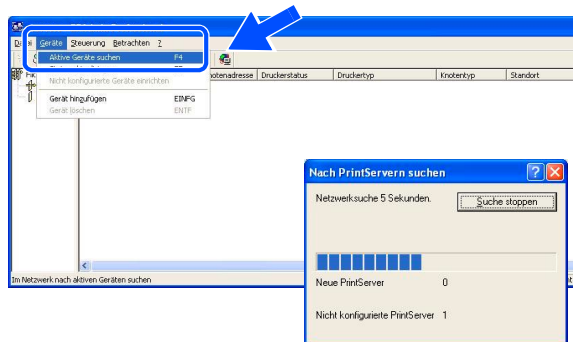 Geräte Steuerung Betrachten ?
Aktive Geräte suchen F4
Nicht konfigurierte Geräte einrichten
Gerät hinzufügen EINFG
Gerät löschen ENTF
notenadresse Druckerstatus Druckertyp Knotentyp Standort
Nach PrintServern suchen
Netzwerksuche 5 Sekunden.
Suche stoppen
Neue PrintServer 0
Nicht konfigurierte PrintServer 1
Im Netzwerk nach aktiven Geräten suchen